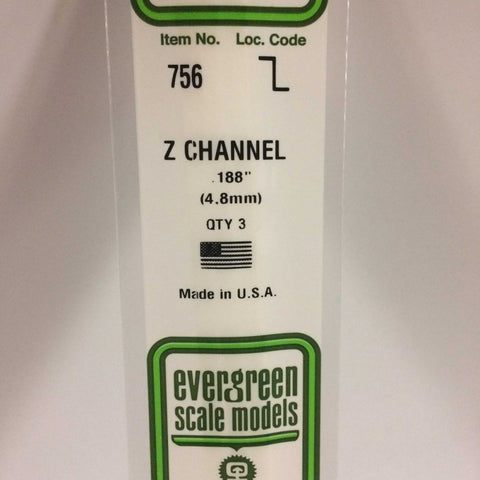 Item No. Loc. Code
756
Z CHANNEL
.188"
(4.8mm)
QTY 3
Made in U.S.A.
evergreen
scale models